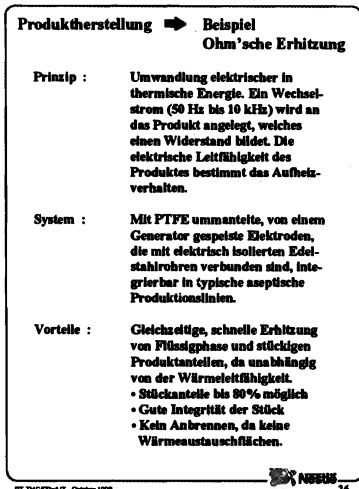 Produktherstellung ➡ Beispiel
Ohm'sche Erhitzung
Prinzip : Umwandlung elektrischer in
thermische Energie. Ein Wechsel-
strom (50 Hz bis 10 kHz) wird an
das Produkt angelegt, welches
einen Widerstand bildet. Die
elektrische Leitfähigkeit des
Produktes bestimmt das Aufheiz-
verhalten.
System : Mit PTFE ummantelte, von einem
Generator gespeiste Elektroden,
die mit elektrisch isolierten Edel-
stahlrohren verbunden sind, inte-
grierbar in typische aseptische
Produktionslinien.
Vorteile : Gleichzeitige, schnelle Erhitzung
von Flüssigphase und stückigen
Produktanteilen, da unabhängig
von der Wärmeleitfähigkeit.
• Stückanteile bis 80% möglich
• Gute Integrität der Stück
• Kein Anbrennen, da keine
Wärmeaustauschflächen.
Nestlé